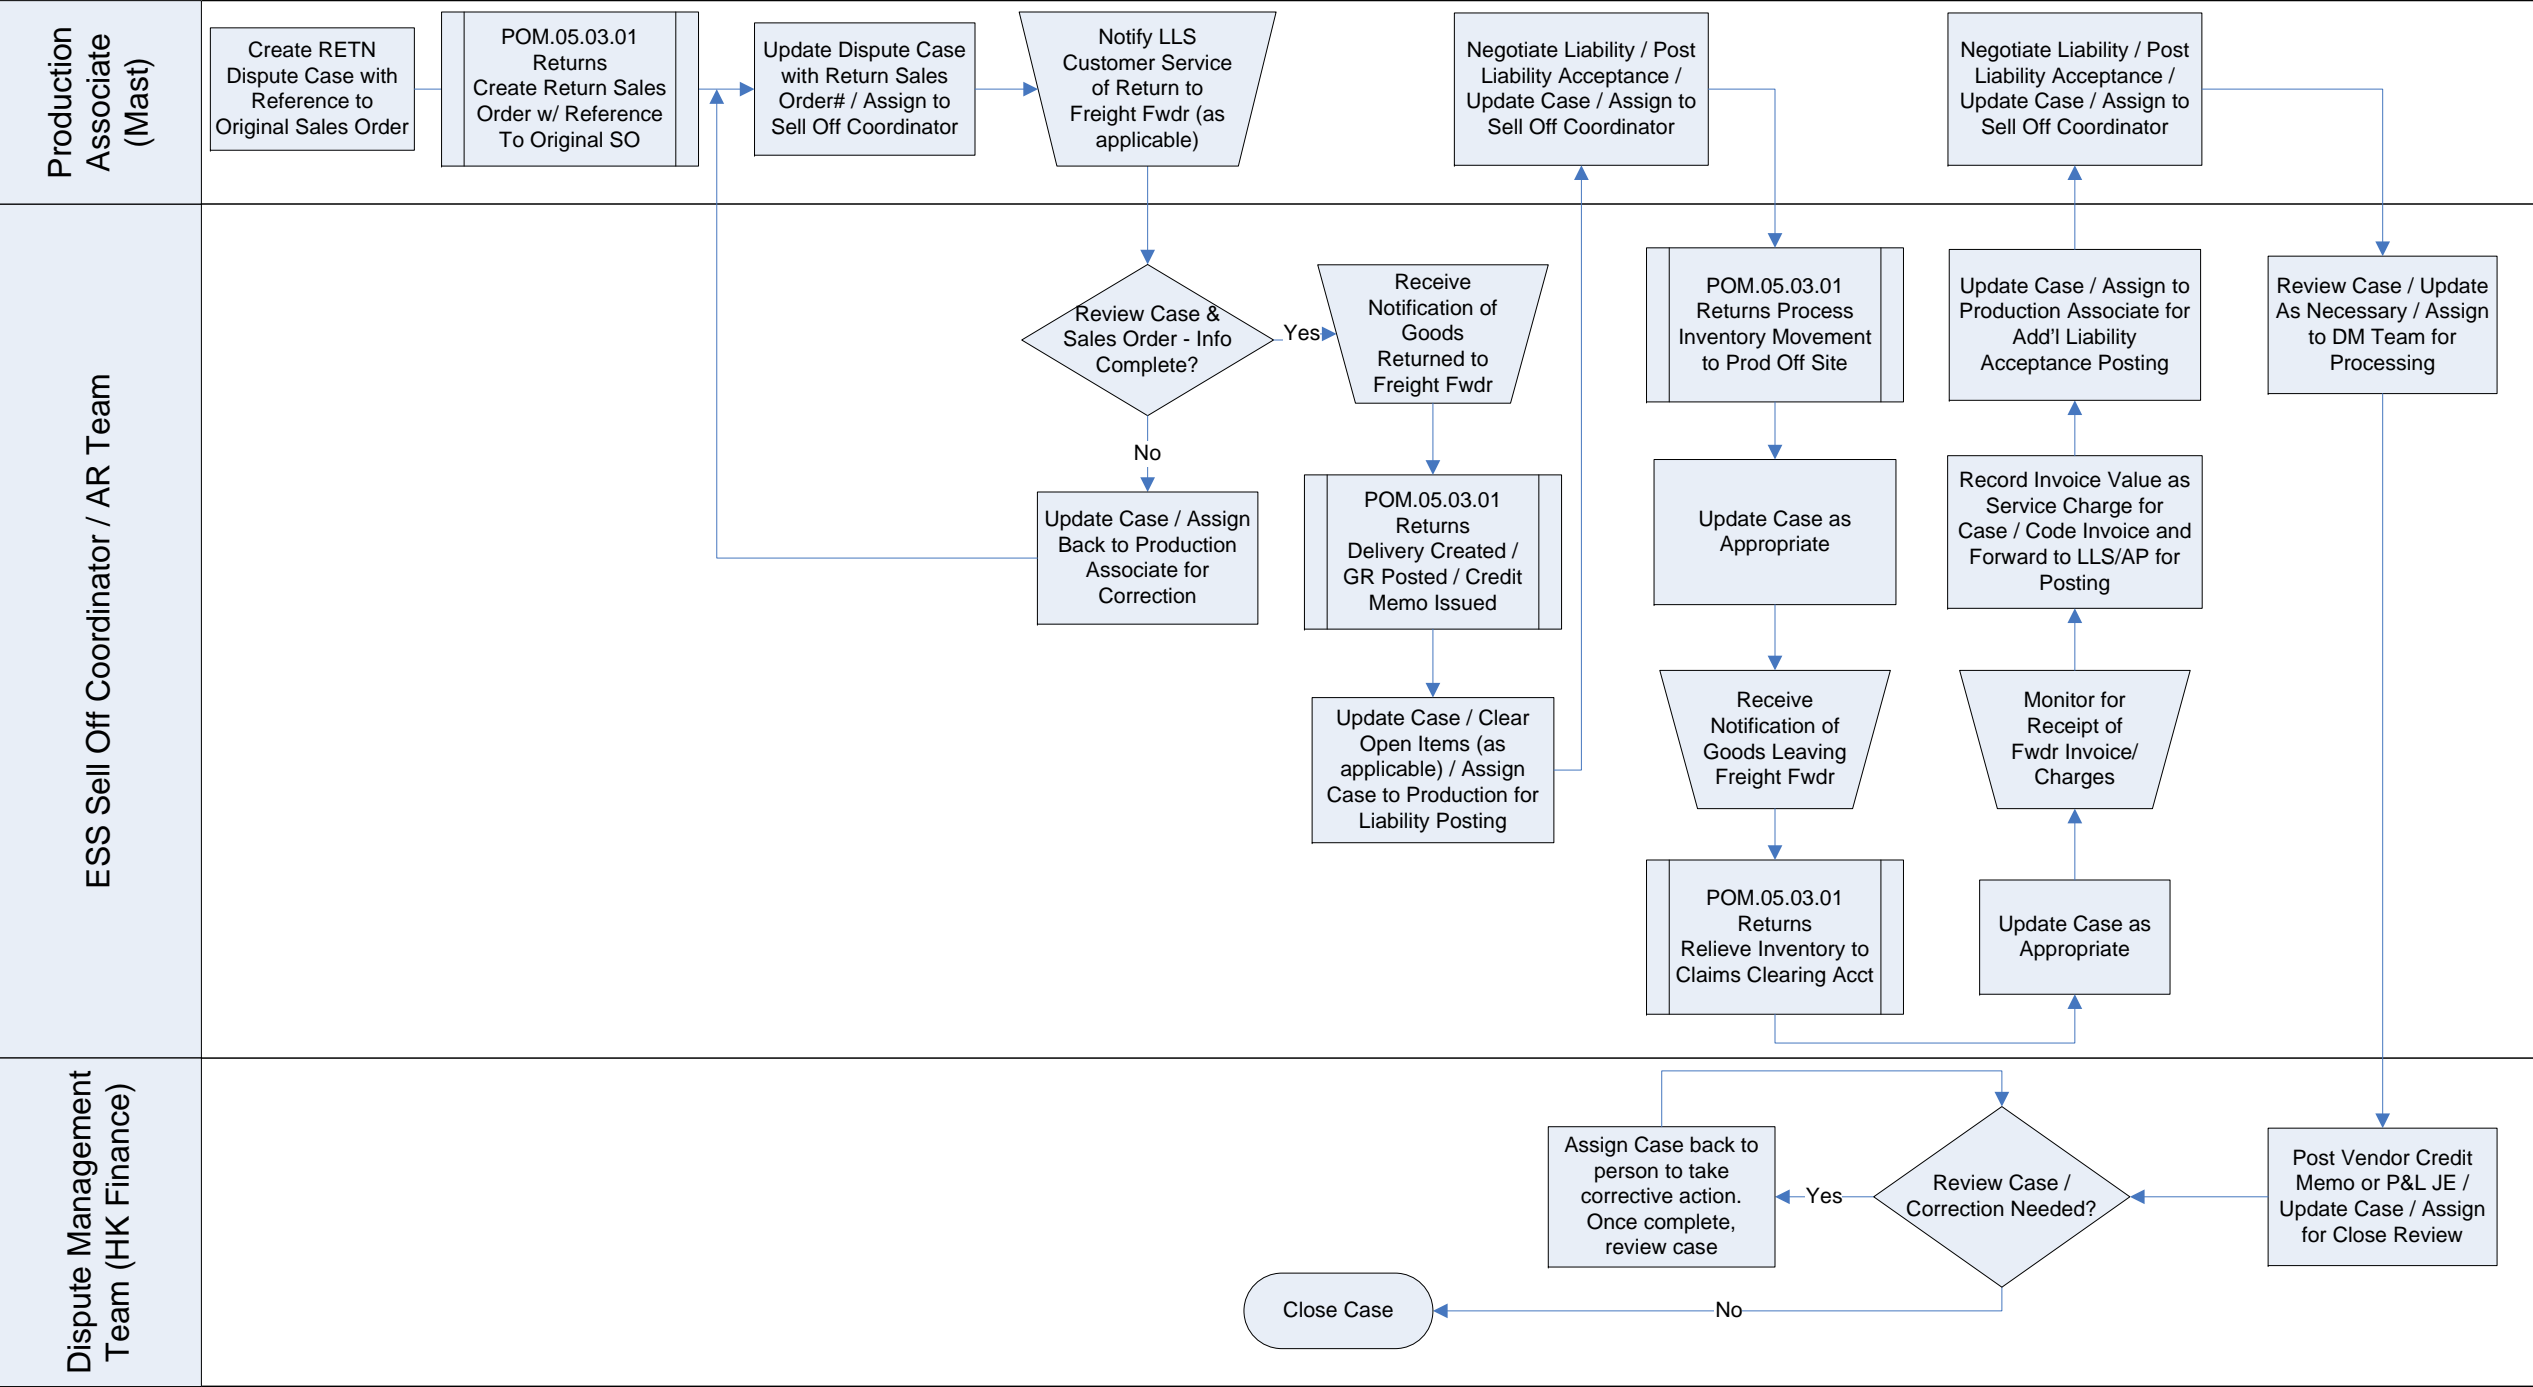 Production
Associate
(Mast)
Create RETN
Dispute Case with
Reference to
Original Sales Order
POM.05.03.01
Returns
Create Return Sales
Order w/ Reference
To Original SO
Update Dispute Case
with Return Sales
Order# / Assign to
Sell Off Coordinator
Notify LLS
Customer Service
of Return to
Freight Fwdr (as
applicable)
Negotiate Liability / Post
Liability Acceptance /
Update Case / Assign to
Sell Off Coordinator
Negotiate Liability / Post
Liability Acceptance /
Update Case / Assign to
Sell Off Coordinator
ESS Sell Off Coordinator / AR Team
Review Case &
Sales Order - Info
Complete?
Yes
No
Update Case / Assign
Back to Production
Associate for
Correction
Receive
Notification of
Goods
Returned to
Freight Fwdr
POM.05.03.01
Returns
Delivery Created /
GR Posted / Credit
Memo Issued
Update Case / Clear
Open Items (as
applicable) / Assign
Case to Production for
Liability Posting
POM.05.03.01
Returns Process
Inventory Movement
to Prod Off Site
Update Case as
Appropriate
Receive
Notification of
Goods Leaving
Freight Fwdr
POM.05.03.01
Returns
Relieve Inventory to
Claims Clearing Acct
Update Case / Assign to
Production Associate for
Add’l Liability
Acceptance Posting
Record Invoice Value as
Service Charge for
Case / Code Invoice and
Forward to LLS/AP for
Posting
Monitor for
Receipt of
Fwdr Invoice/
Charges
Update Case as
Appropriate
Review Case / Update
As Necessary / Assign
to DM Team for
Processing
Dispute Management
Team (HK Finance)
Assign Case back to
person to take
corrective action.
Once complete,
review case
Yes
Review Case /
Correction Needed?
Post Vendor Credit
Memo or P&L JE /
Update Case / Assign
for Close Review
Close Case
No